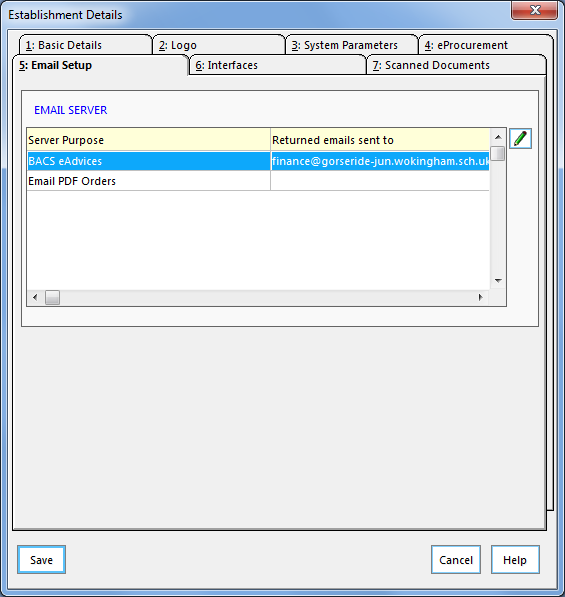 Establishment Details
1: Basic Details
2: Logo
3: System Parameters
4: eProcurement
5: Email Setup
6: Interfaces
7: Scanned Documents
EMAIL SERVER
Server Purpose
Returned emails sent to
BACS eAdvices
finance@gorseride-jun.wokingham.sch.uk
Email PDF Orders
Save
Cancel
Help